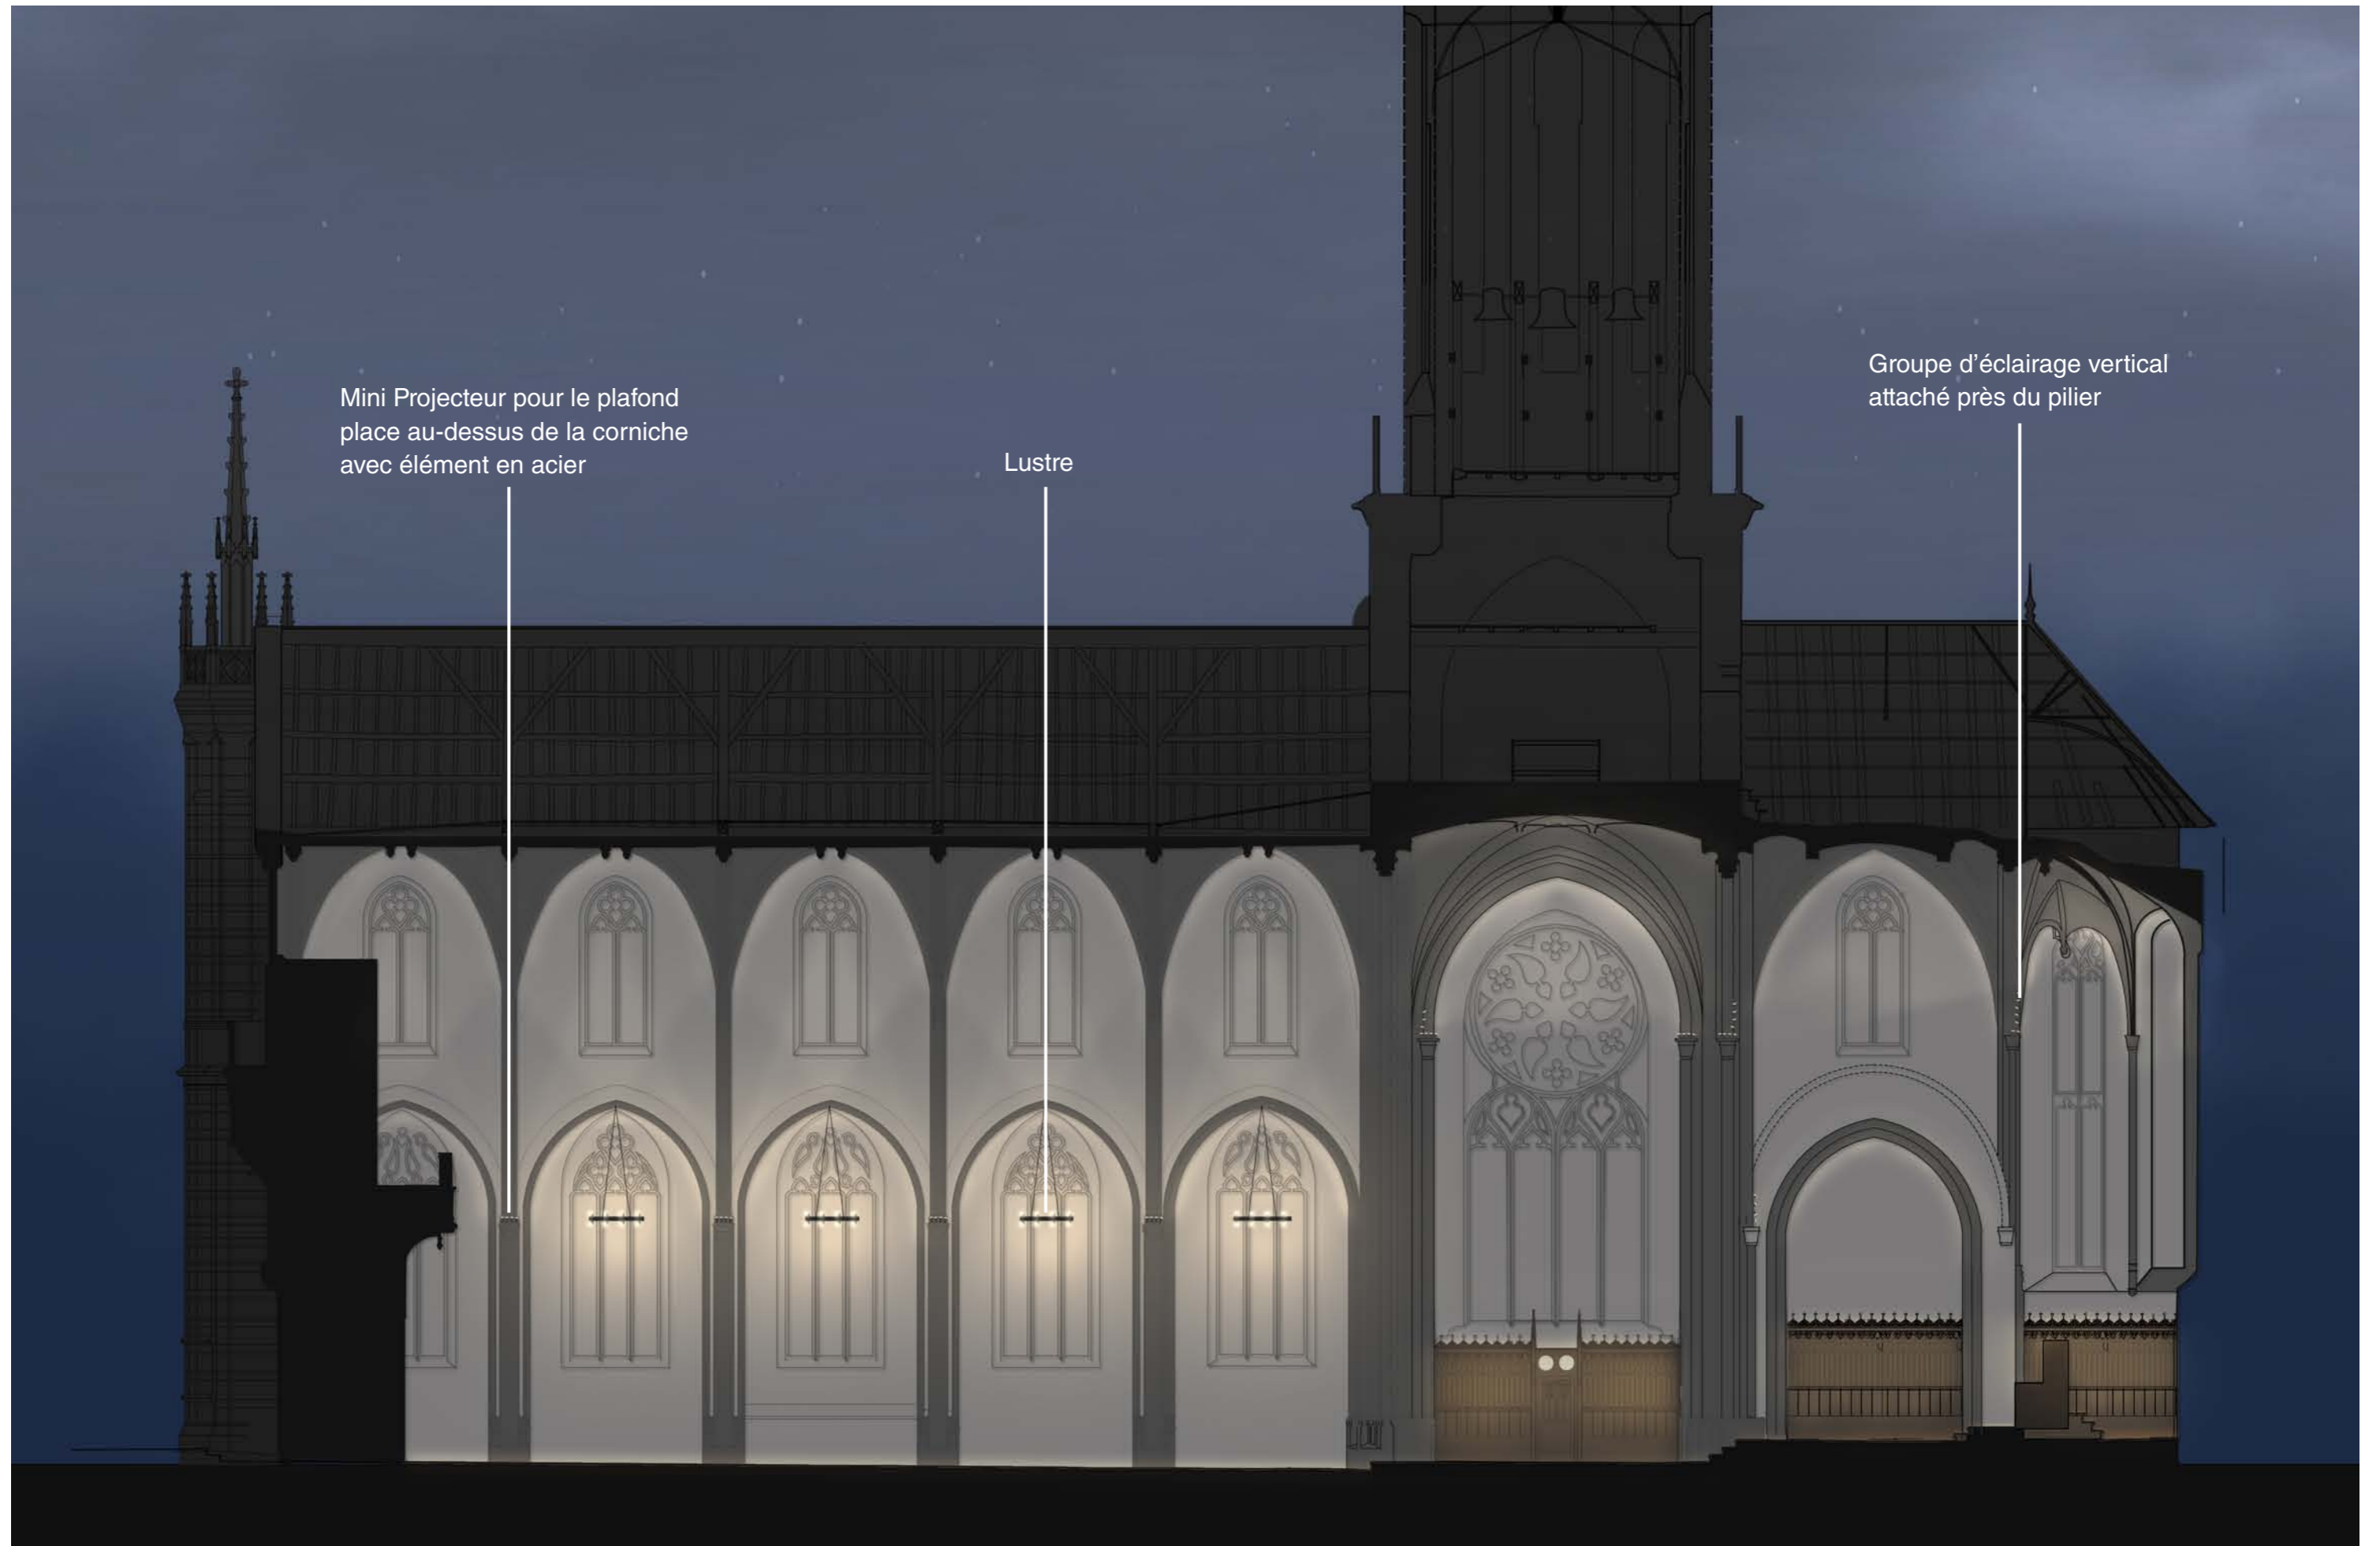 Mini Projecteur pour le plafond
place au-dessus de la corniche
avec élément en acier
Lustre
Groupe d’éclairage vertical
attaché près du pilier